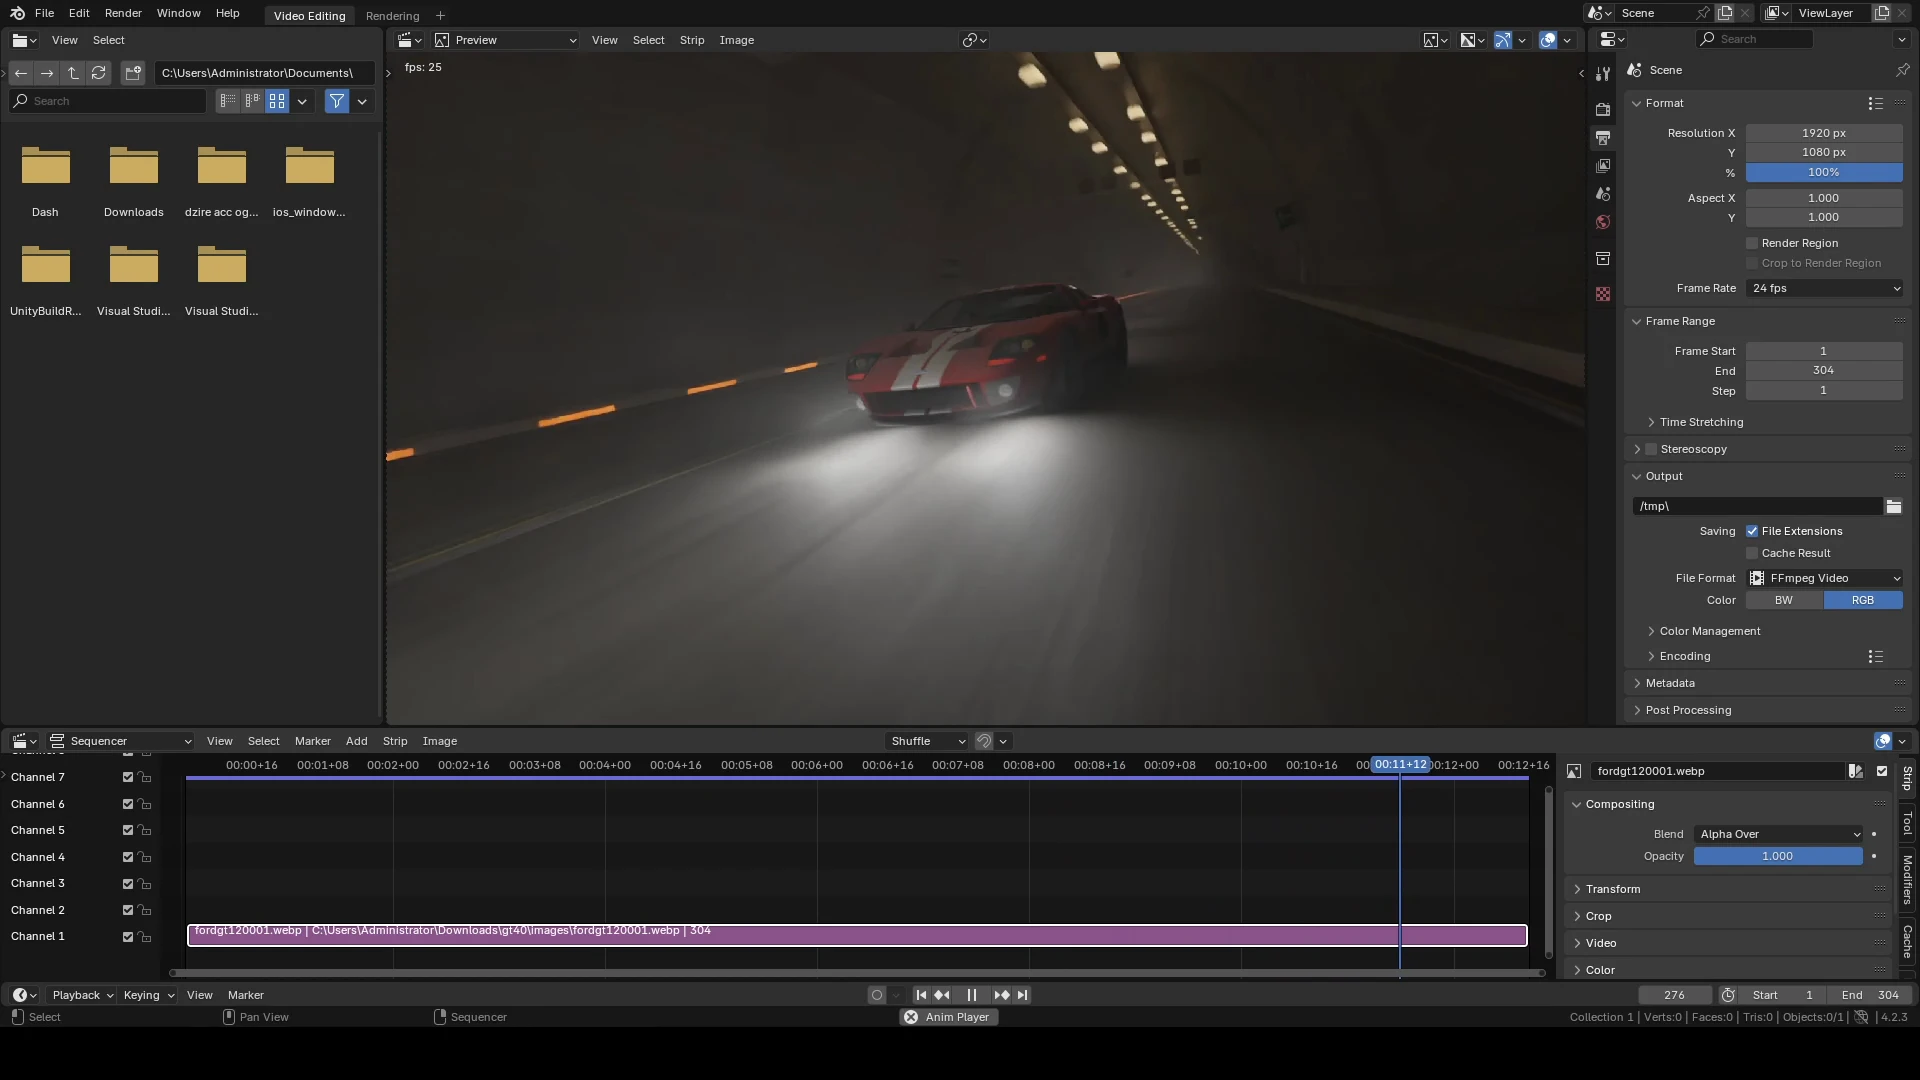 File Edit Render Window Help Video Editing Rendering + Scene ViewLayer
View Select Preview View Select Strip Image Search
C:\Users\Administrator\Documents\
Search
fps: 25
Dash Downloads dzire acc og... ios_window...
UnityBuildR... Visual Studi... Visual Studi...
Scene
Format
Resolution X 1920 px
Y 1080 px
% 100%
Aspect X 1.000
Y 1.000
Render Region
Crop to Render Region
Frame Rate 24 fps
Frame Range
Frame Start 1
End 304
Step 1
Time Stretching
Stereoscopy
Output
/tmp\
Saving File Extensions
Cache Result
File Format FFmpeg Video
Color BW RGB
Color Management
Encoding
Metadata
Post Processing
Sequencer View Select Marker Add Strip Image Shuffle
00:00+16 00:01+08 00:02+00 00:02+16 00:03+08 00:04+00 00:04+16 00:05+08 00:06+00 00:06+16 00:07+08 00:08+00 00:08+16 00:09+08 00:10+00 00:10+16 00:11+12 00:12+00 00:12+16
Channel 7
Channel 6
Channel 5
Channel 4
Channel 3
Channel 2
Channel 1
fordgt120001.webp | C:\Users\Administrator\Downloads\gt40\images\fordgt120001.webp | 304
fordgt120001.webp
Compositing
Blend Alpha Over
Opacity 1.000
Transform
Crop
Video
Color
Strip
Tool
Modifiers
Cache
Playback Keying View Marker 276 Start 1 End 304
Select Pan View Sequencer Anim Player Collection 1 | Verts:0 | Faces:0 | Tris:0 | Objects:0/1 | 4.2.3